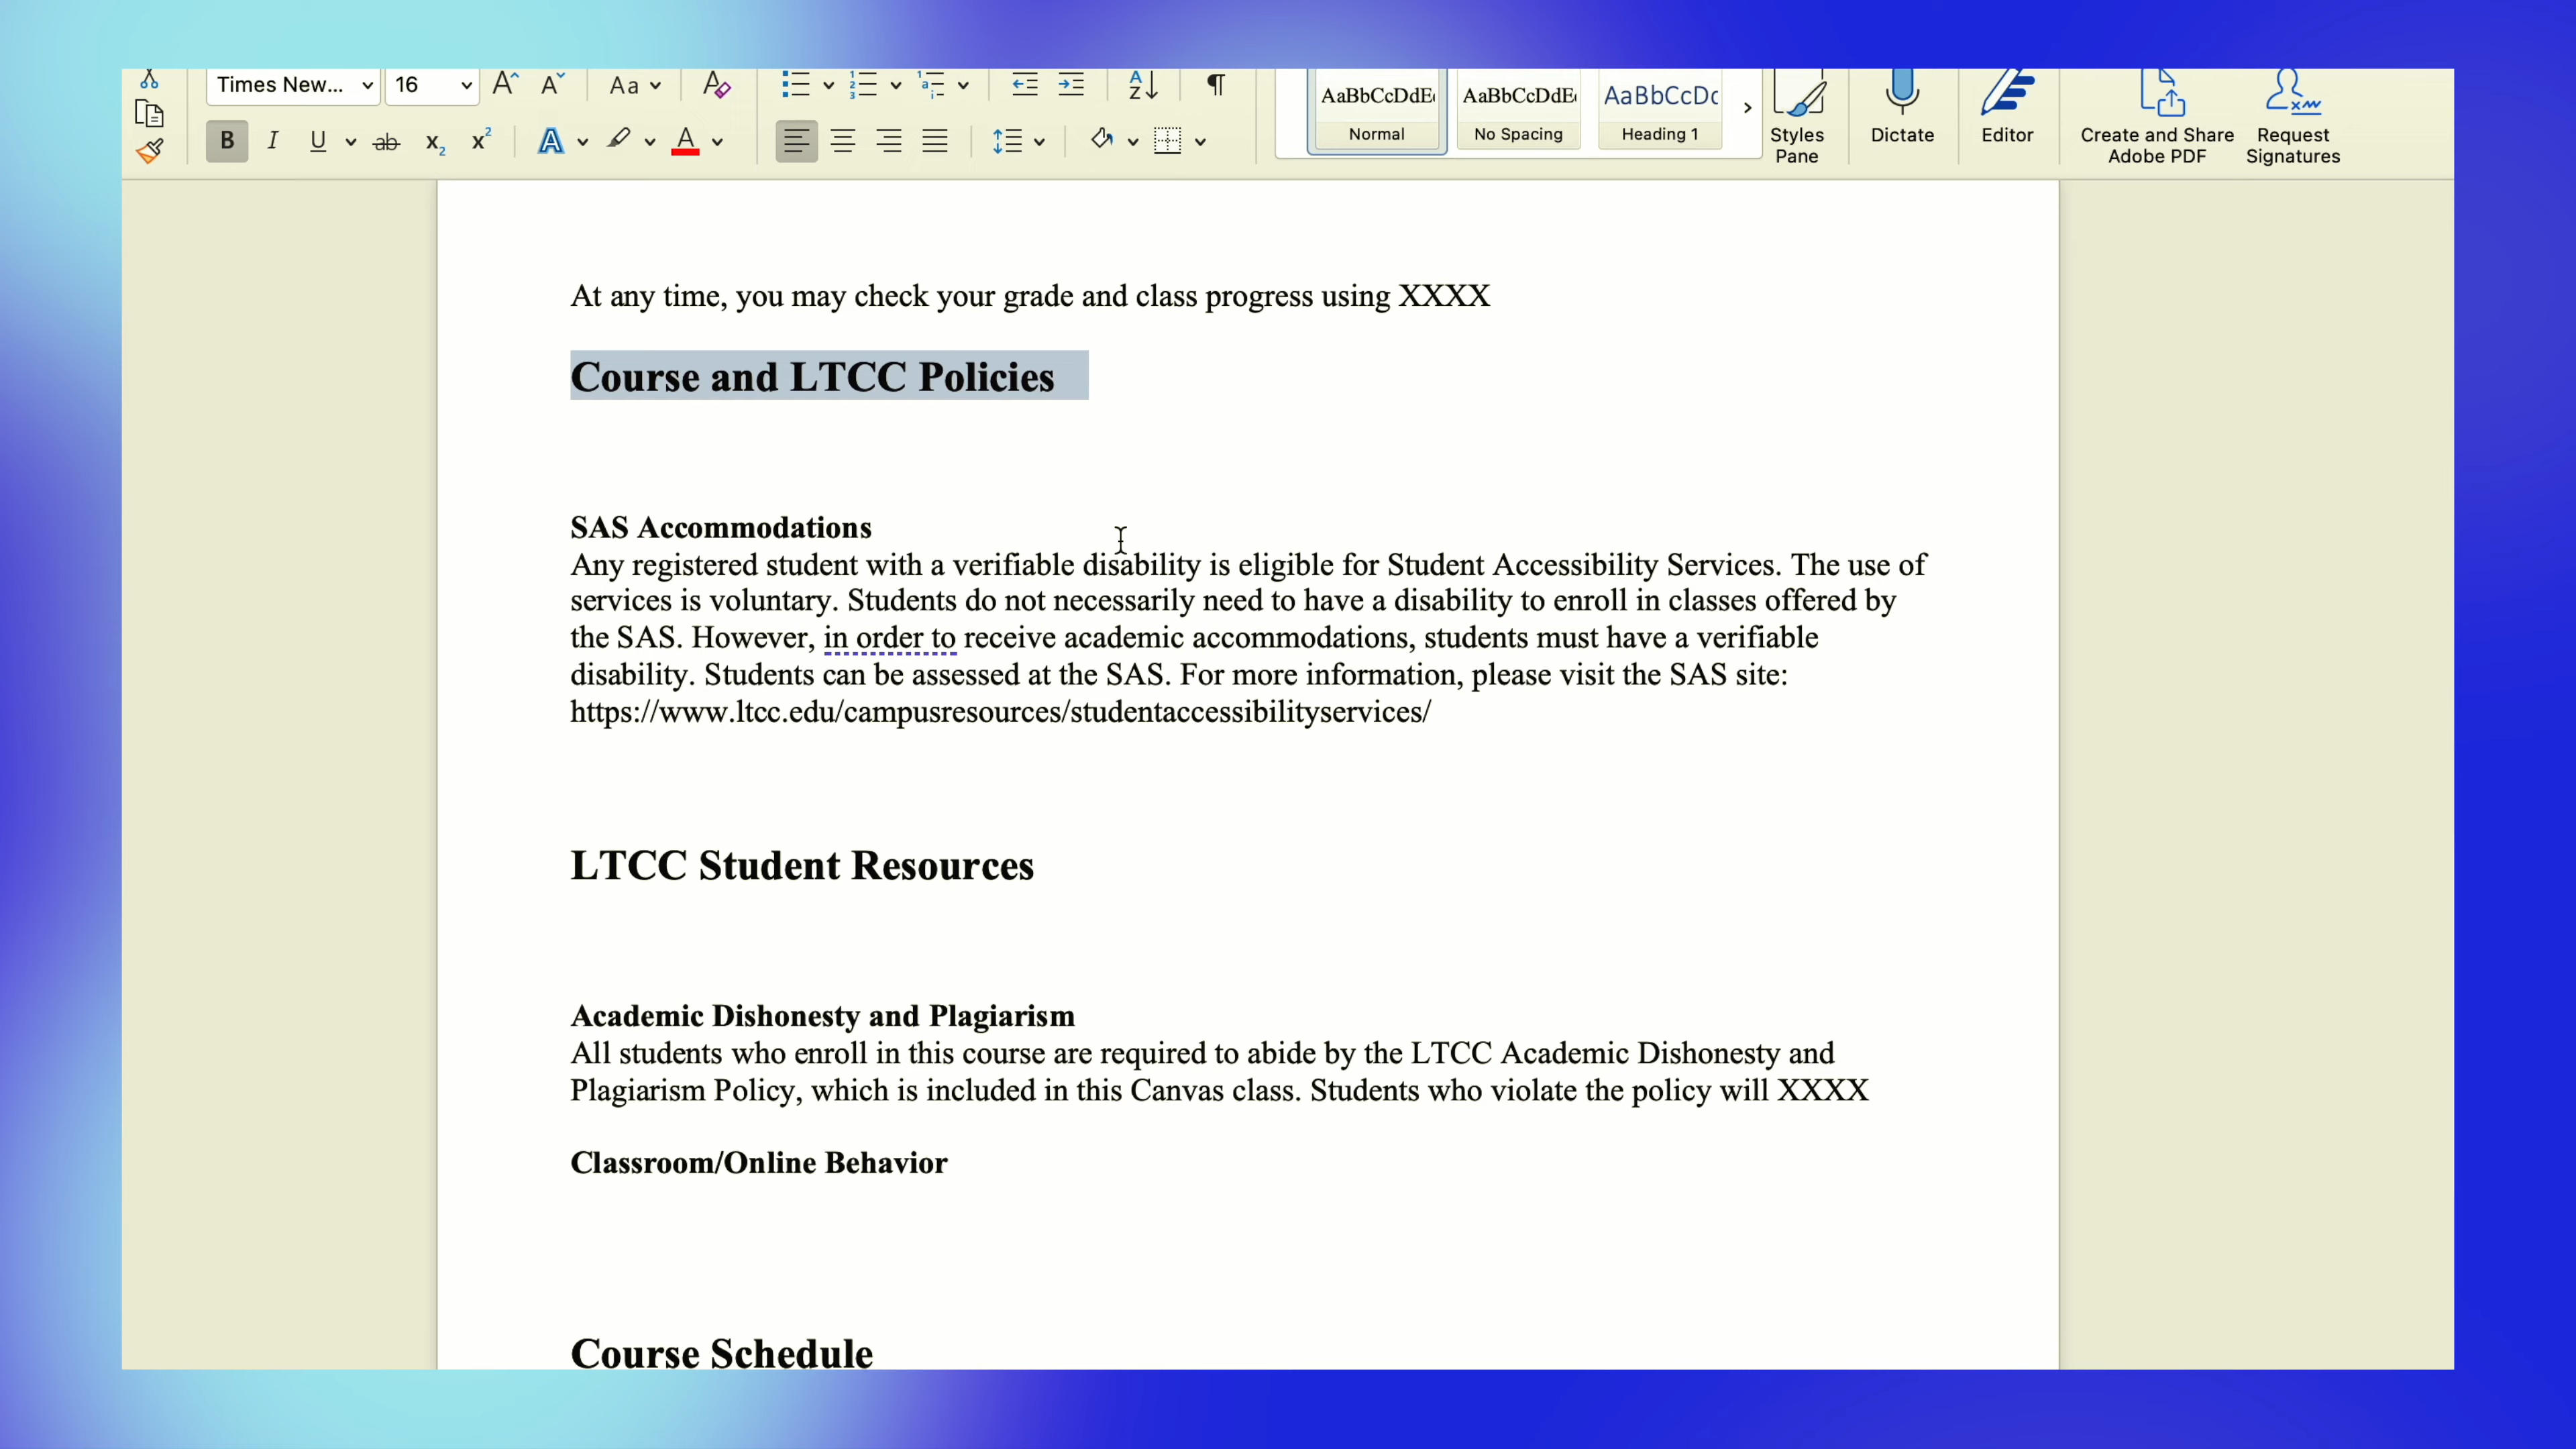 Times New... 16 Aa
B I U ab x2 x2 A A
AaBbCcDdE AaBbCcDdE AaBbCcDc
Normal No Spacing Heading 1
Styles Pane
Dictate
Editor
Create and Share Adobe PDF
Request Signatures
At any time, you may check your grade and class progress using XXXX
Course and LTCC Policies
SAS Accommodations
Any registered student with a verifiable disability is eligible for Student Accessibility Services. The use of
services is voluntary. Students do not necessarily need to have a disability to enroll in classes offered by
the SAS. However, in order to receive academic accommodations, students must have a verifiable
disability. Students can be assessed at the SAS. For more information, please visit the SAS site:
https://www.ltcc.edu/campusresources/studentaccessibilityservices/
LTCC Student Resources
Academic Dishonesty and Plagiarism
All students who enroll in this course are required to abide by the LTCC Academic Dishonesty and
Plagiarism Policy, which is included in this Canvas class. Students who violate the policy will XXXX
Classroom/Online Behavior
Course Schedule